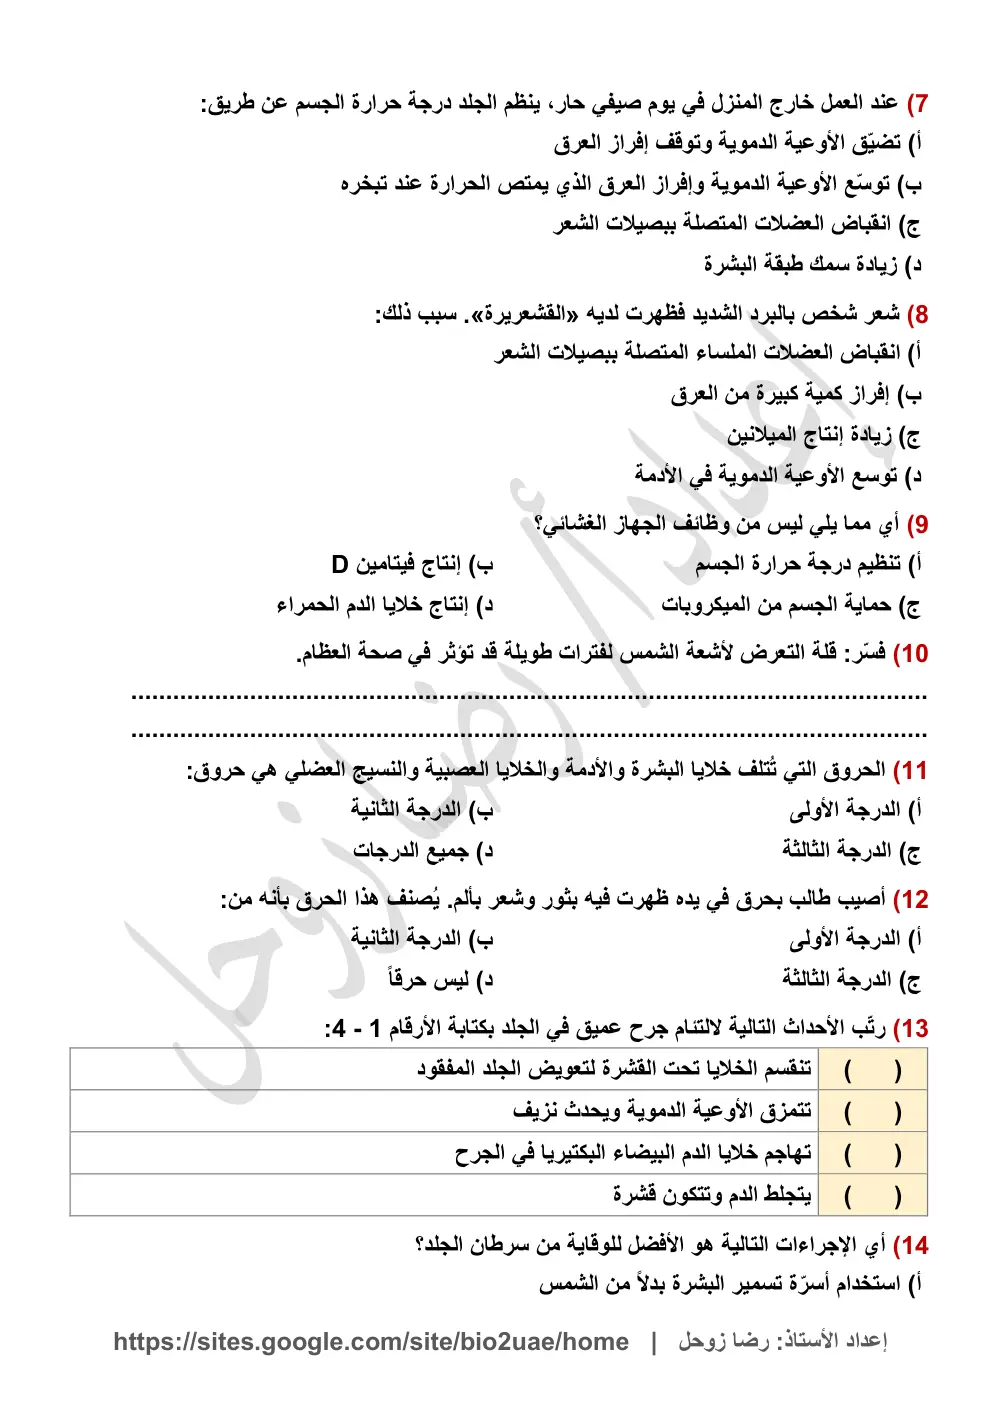 7) عند العمل خارج المنزل في يوم صيفي حار، ينظم الجلد درجة حرارة الجسم عن طريق:
أ) تضيّق الأوعية الدموية وتوقف إفراز العرق
ب) توسّع الأوعية الدموية وإفراز العرق الذي يمتص الحرارة عند تبخره
ج) انقباض العضلات المتصلة ببصيلات الشعر
د) زيادة سمك طبقة البشرة
8) شعر شخص بالبرد الشديد فظهرت لديه «القشعريرة». سبب ذلك:
أ) انقباض العضلات الملساء المتصلة ببصيلات الشعر
ب) إفراز كمية كبيرة من العرق
ج) زيادة إنتاج الميلانين
د) توسع الأوعية الدموية في الأدمة
9) أي مما يلي ليس من وظائف الجهاز الغشائي؟
أ) تنظيم درجة حرارة الجسم ب) إنتاج فيتامين D
ج) حماية الجسم من الميكروبات د) إنتاج خلايا الدم الحمراء
10) فسّر: قلة التعرض لأشعة الشمس لفترات طويلة قد تؤثر في صحة العظام.
..................................................................................................................
..................................................................................................................
11) الحروق التي تُتلف خلايا البشرة والأدمة والخلايا العصبية والنسيج العضلي هي حروق:
أ) الدرجة الأولى ب) الدرجة الثانية
ج) الدرجة الثالثة د) جميع الدرجات
12) أصيب طالب بحرق في يده ظهرت فيه بثور وشعر بألم. يُصنف هذا الحرق بأنه من:
أ) الدرجة الأولى ب) الدرجة الثانية
ج) الدرجة الثالثة د) ليس حرقاً
13) رتّب الأحداث التالية لالتئام جرح عميق في الجلد بكتابة الأرقام 1 - 4:
( ) تنقسم الخلايا تحت القشرة لتعويض الجلد المفقود
( ) تتمزق الأوعية الدموية ويحدث نزيف
( ) تهاجم خلايا الدم البيضاء البكتيريا في الجرح
( ) يتجلط الدم وتتكون قشرة
14) أي الإجراءات التالية هو الأفضل للوقاية من سرطان الجلد؟
أ) استخدام أسرّة تسمير البشرة بدلاً من الشمس
إعداد الأستاذ: رضا زوحل | https://sites.google.com/site/bio2uae/home
إعداد/ أ رضا زوحل